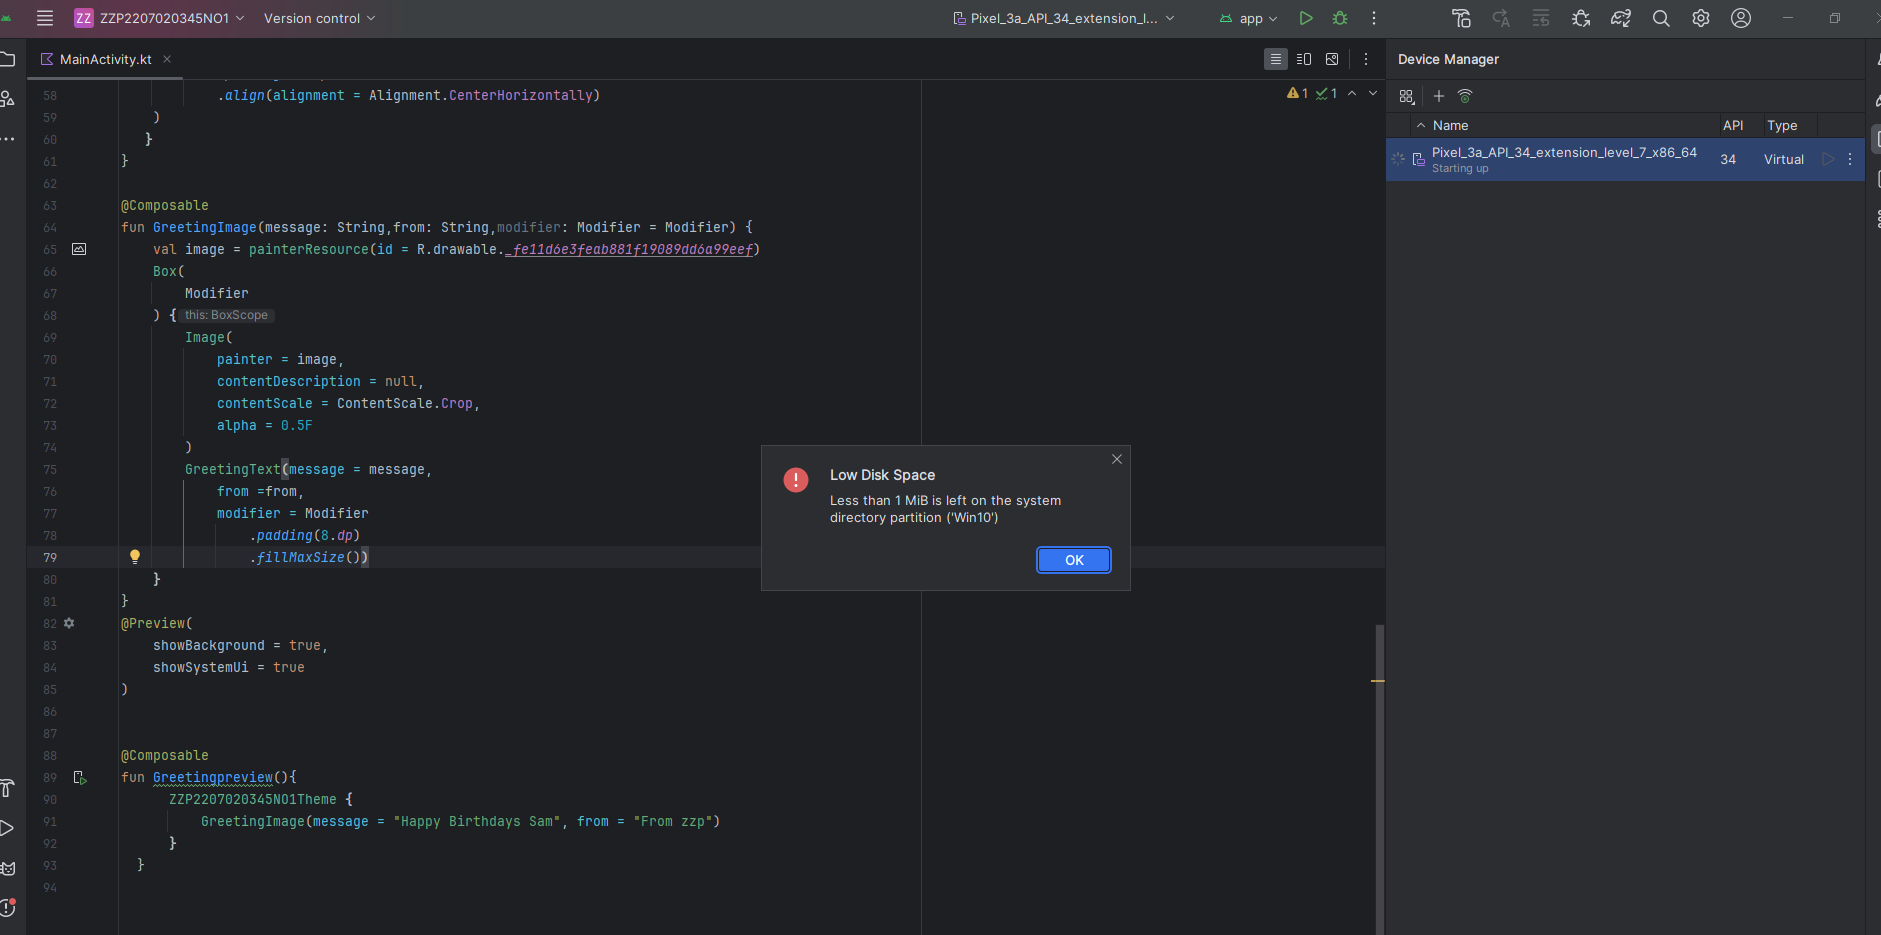 ZZ ZZP2207020345NO1 Version control Pixel_3a_API_34_extension_l... app
MainActivity.kt
58 .align(alignment = Alignment.CenterHorizontally)
59 )
60 }
61 }
62
63 @Composable
64 fun GreetingImage(message: String,from: String,modifier: Modifier = Modifier) {
65 val image = painterResource(id = R.drawable._fe11d6e3feab881f19089dd6a99eef)
66 Box(
67 Modifier
68 ) { this: BoxScope
69 Image(
70 painter = image,
71 contentDescription = null,
72 contentScale = ContentScale.Crop,
73 alpha = 0.5F
74 )
75 GreetingText(message = message,
76 from =from,
77 modifier = Modifier
78 .padding(8.dp)
79 .fillMaxSize())
80 }
81 }
82 @Preview(
83 showBackground = true,
84 showSystemUi = true
85 )
86
87
88 @Composable
89 fun Greetingpreview(){
90 ZZP2207020345NO1Theme {
91 GreetingImage(message = "Happy Birthdays Sam", from = "From zzp")
92 }
93 }
94
1 1
Low Disk Space
Less than 1 MiB is left on the system
directory partition ('Win10')
OK
Device Manager
Name API Type
Pixel_3a_API_34_extension_level_7_x86_64 34 Virtual
Starting up